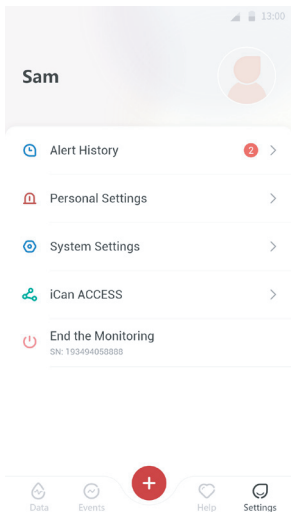 13:00
Sam
Alert History 2
Personal Settings
System Settings
iCan ACCESS
End the Monitoring
SN: 193494058888
Data Events Help Settings